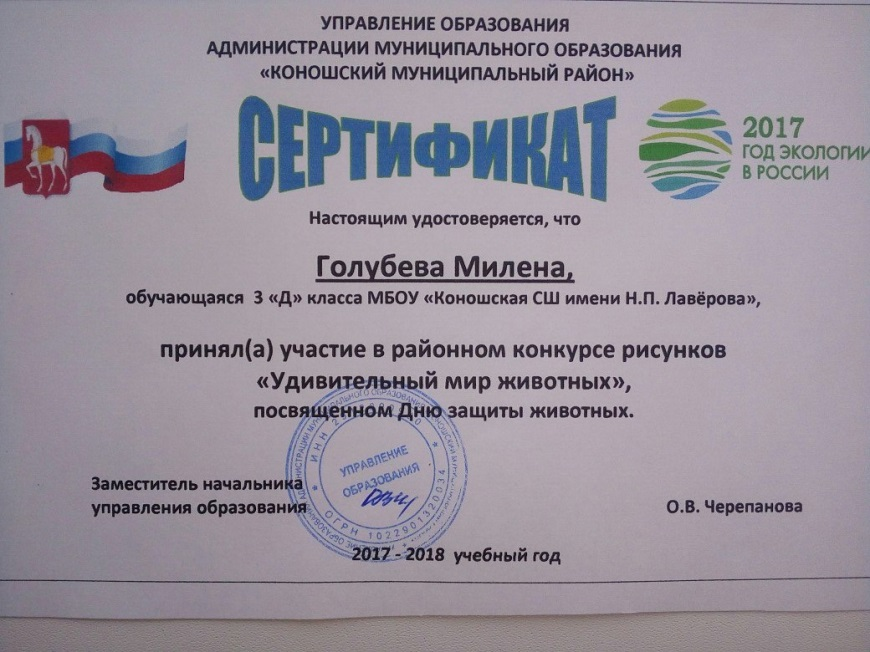 УПРАВЛЕНИЕ ОБРАЗОВАНИЯ
АДМИНИСТРАЦИИ МУНИЦИПАЛЬНОГО ОБРАЗОВАНИЯ
«КОНОШСКИЙ МУНИЦИПАЛЬНЫЙ РАЙОН»
СЕРТИФИКАТ
2017
ГОД ЭКОЛОГИИ
В РОССИИ
Настоящим удостоверяется, что
Голубева Милена,
обучающаяся 3 «Д» класса МБОУ «Коношская СШ имени Н.П. Лавёрова»,
принял(а) участие в районном конкурсе рисунков
«Удивительный мир животных»,
посвященном Дню защиты животных.
УПРАВЛЕНИЕ
ОБРАЗОВАНИЯ
ОГРН 1022901320034
Заместитель начальника
управления образования
О.В. Черепанова
2017 - 2018 учебный год